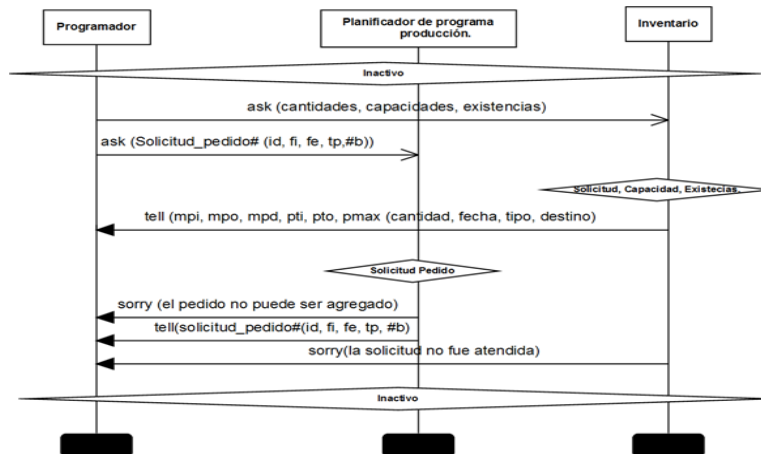 Programador
Planificador de programa
producción.
Inventario
Inactivo
ask (cantidades, capacidades, existencias)
ask (Solicitud_pedido# (id, fi, fe, tp,#b))
Solicitud, Capacidad, Existecias.
tell (mpi, mpo, mpd, pti, pto, pmax (cantidad, fecha, tipo, destino)
Solicitud Pedido
sorry (el pedido no puede ser agregado)
tell(solicitud_pedido#(id, fi, fe, tp, #b)
sorry(la solicitud no fue atendida)
Inactivo